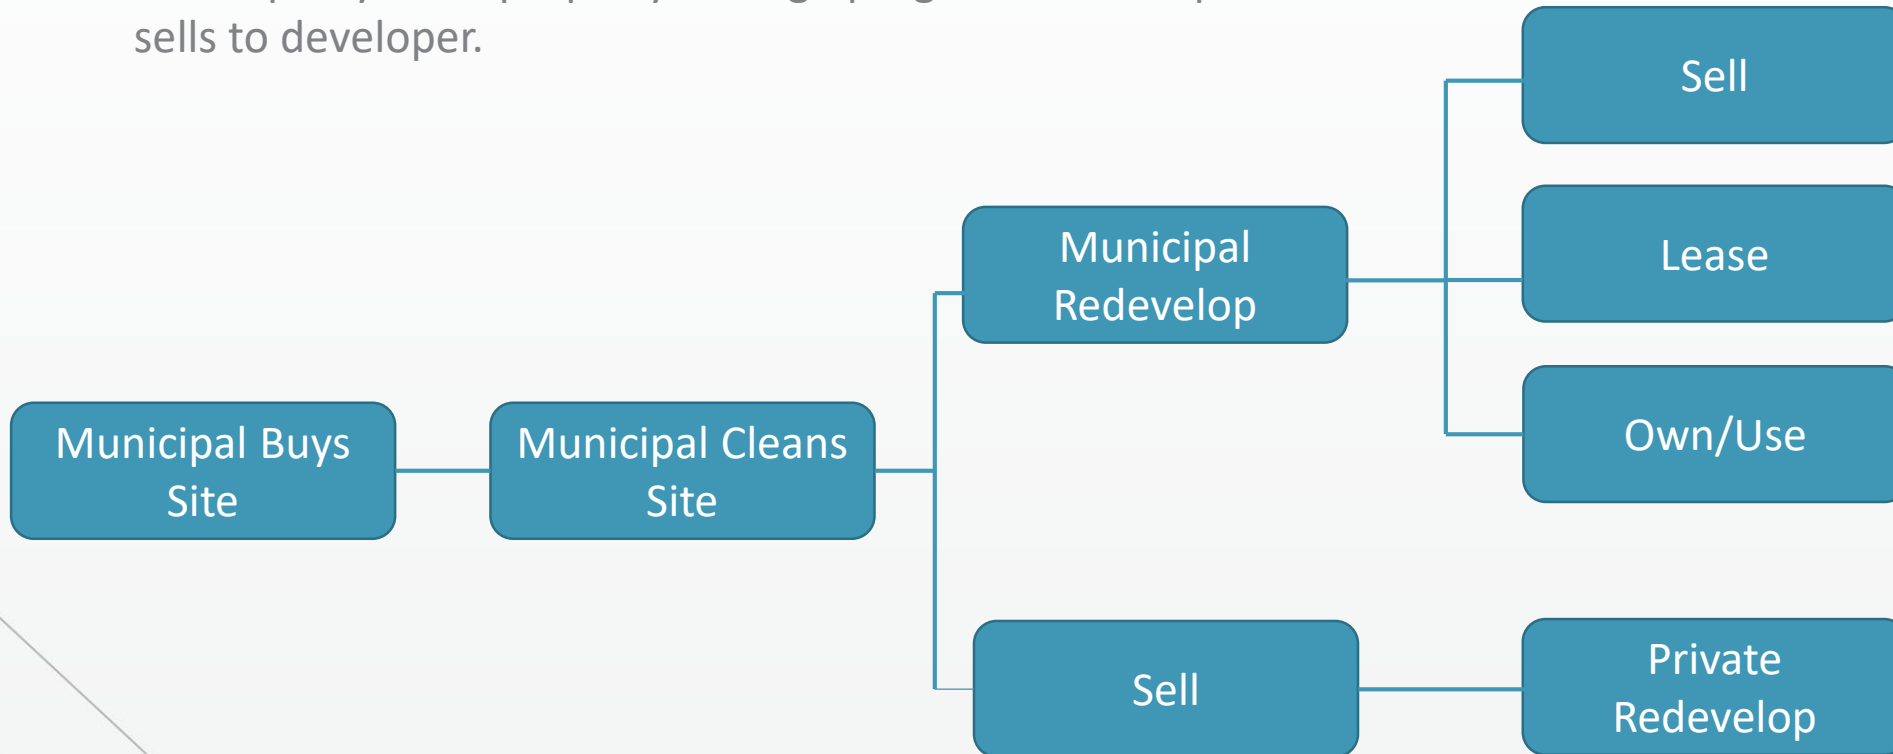 sells to developer.
Sell
Municipal
Redevelop
Lease
Own/Use
Municipal Buys
Site
Municipal Cleans
Site
Sell
Private
Redevelop